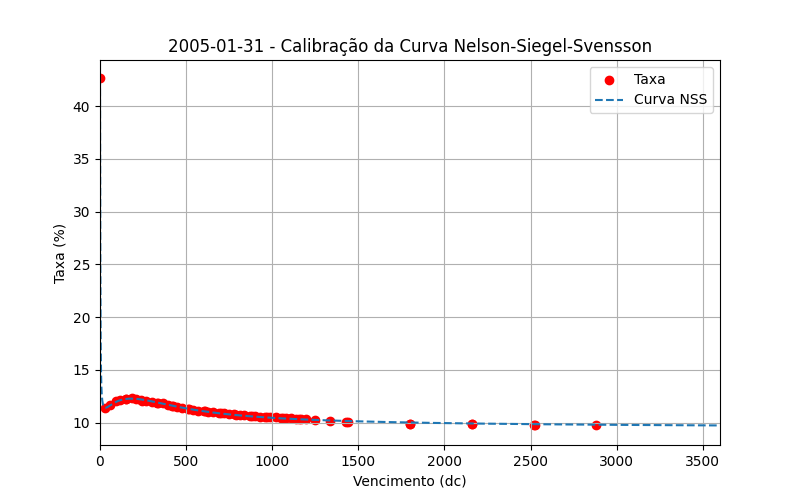 2005-01-31 - Calibração da Curva Nelson-Siegel-Svensson
Taxa
Curva NSS
Taxa (%)
40
35
30
25
20
15
10
0 500 1000 1500 2000 2500 3000 3500
Vencimento (dc)